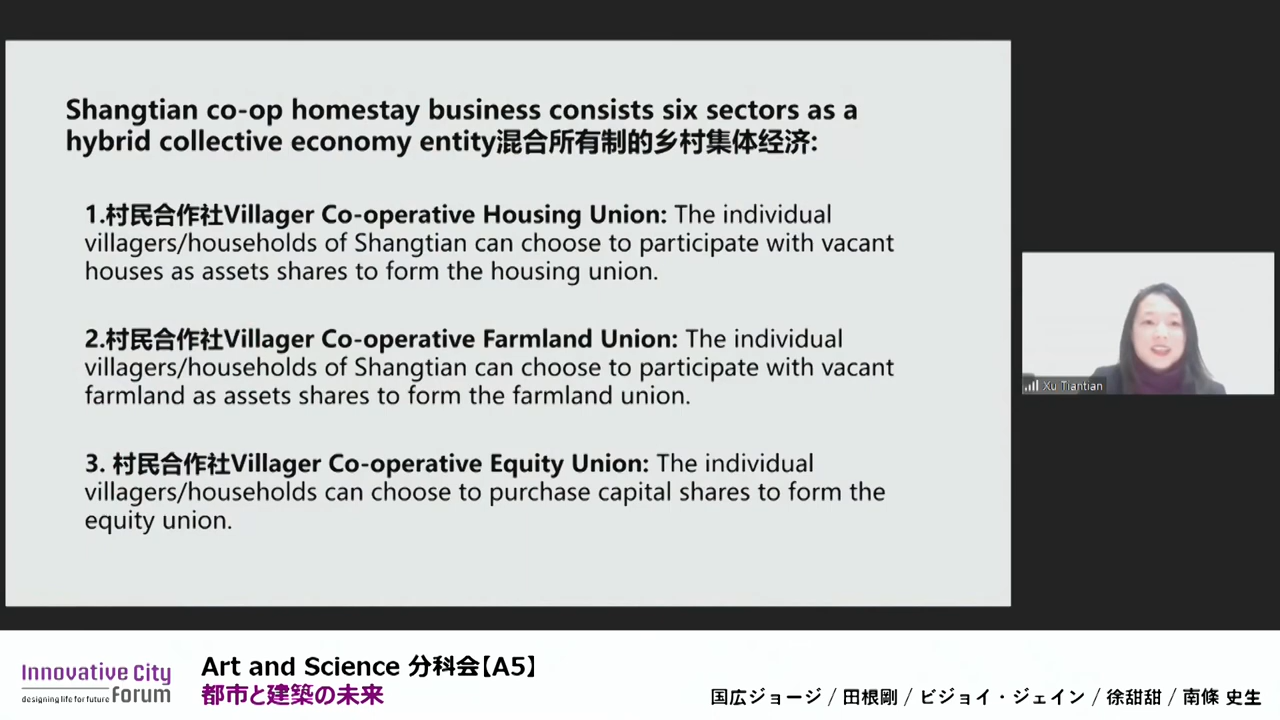 Shangtian co-op homestay business consists six sectors as a
hybrid collective economy entity混合所有制的乡村集体经济:
1.村民合作社Villager Co-operative Housing Union: The individual
villagers/households of Shangtian can choose to participate with vacant
houses as assets shares to form the housing union.
2.村民合作社Villager Co-operative Farmland Union: The individual
villagers/households of Shangtian can choose to participate with vacant
farmland as assets shares to form the farmland union.
3. 村民合作社Villager Co-operative Equity Union: The individual
villagers/households can choose to purchase capital shares to form the
equity union.
Xu Tiantian
Innovative City
designing life for future Forum
Art and Science 分科会【A5】
都市と建築の未来
国広ジョージ / 田根剛 / ビジョイ・ジェイン / 徐甜甜 / 南條 史生